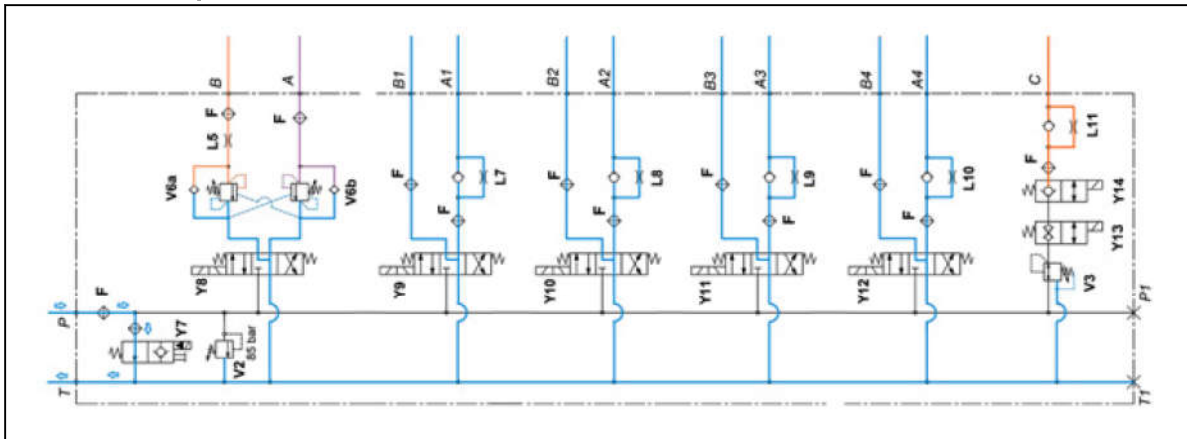 B
A
B1
A1
B2
A2
B3
A3
B4
A4
C
F
F
L5
L11
V6a
V6b
F
F
L7
F
F
L8
F
F
L9
F
F
L10
F
Y14
Y8
Y9
Y10
Y11
Y12
Y13
V3
P
F
Y7
V2
85 bar
P1
T
T1